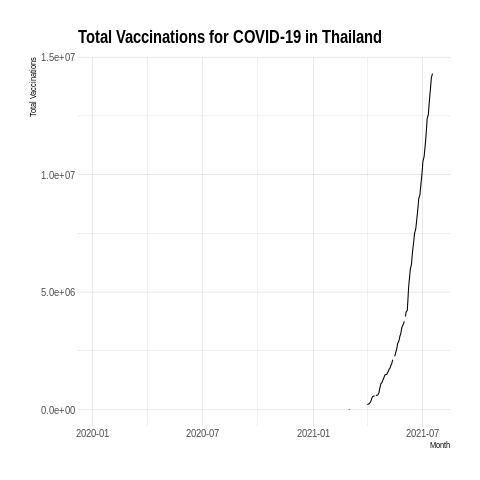 Total Vaccinations for COVID-19 in Thailand
Total Vaccinations
1.5e+07
1.0e+07
5.0e+06
0.0e+00
2020-01 2020-07 2021-01 2021-07
Month